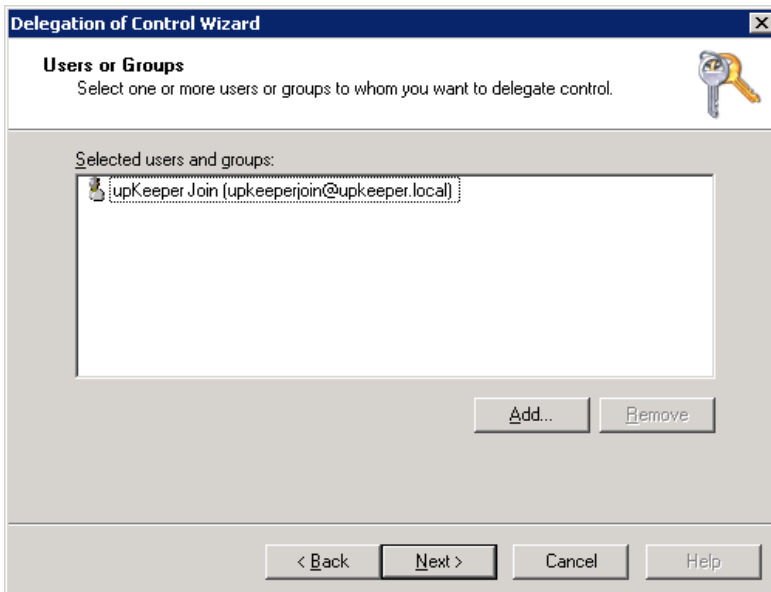 Delegation of Control Wizard
Users or Groups
Select one or more users or groups to whom you want to delegate control.
Selected users and groups:
upKeeper Join (upkeeperjoin@upkeeper.local)
Add... Remove
< Back Next > Cancel Help